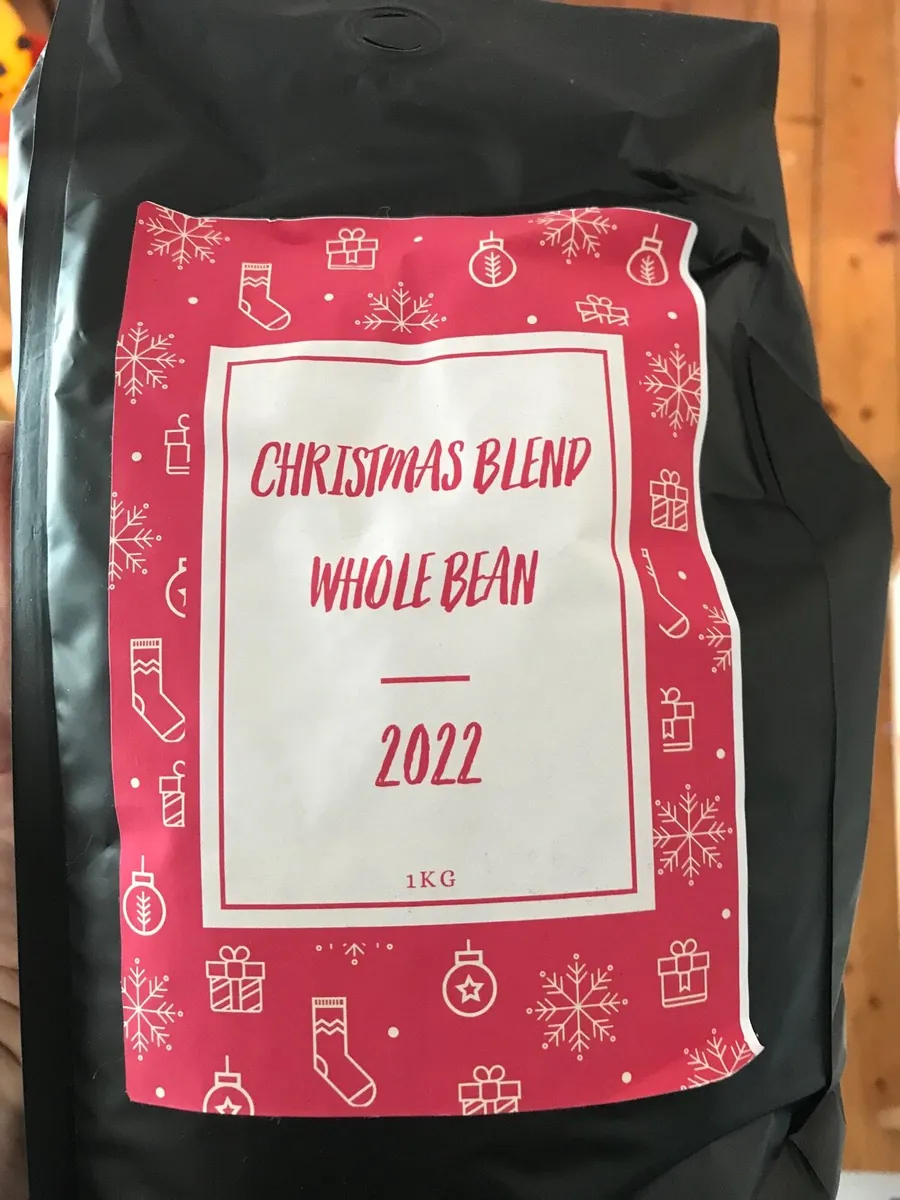 CHRISTMAS BLEND
WHOLE BEAN
2022
1KG